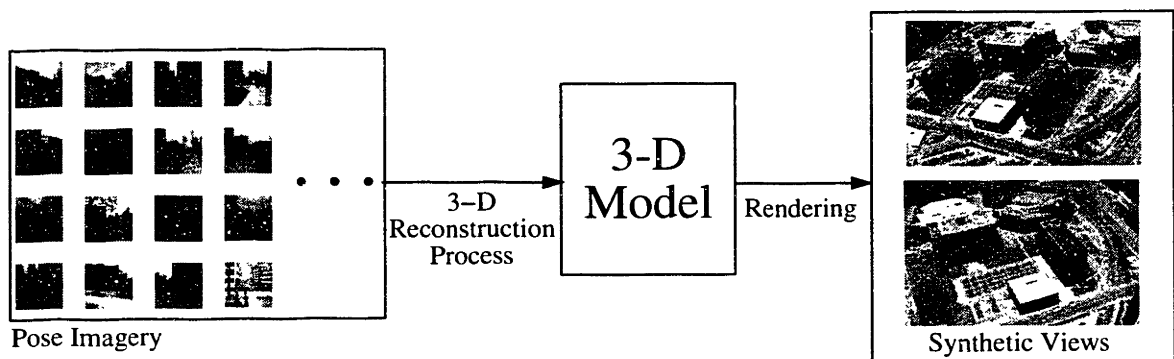 Pose Imagery
3-D
Reconstruction
Process
3-D
Model
Rendering
Synthetic Views